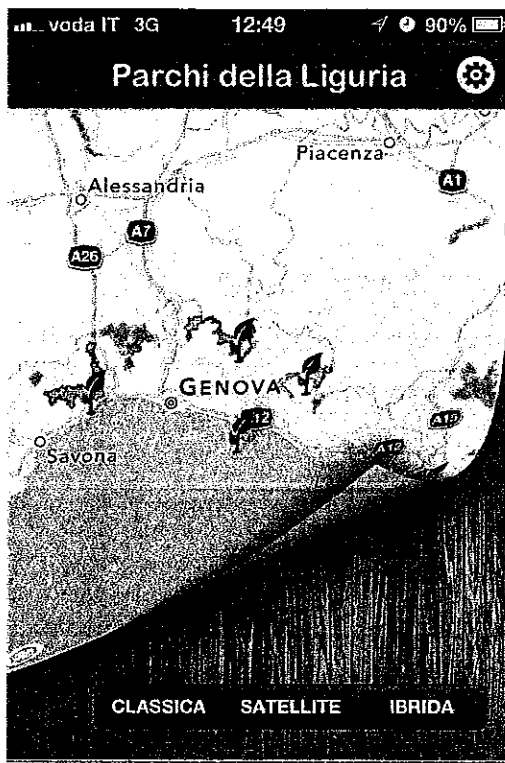 voda IT 3G 12:49 90%
Parchi della Liguria
Piacenza
A1
Alessandria
A7
A26
GENOVA
A12
A15
A12
Savona
CLASSICA SATELLITE IBRIDA